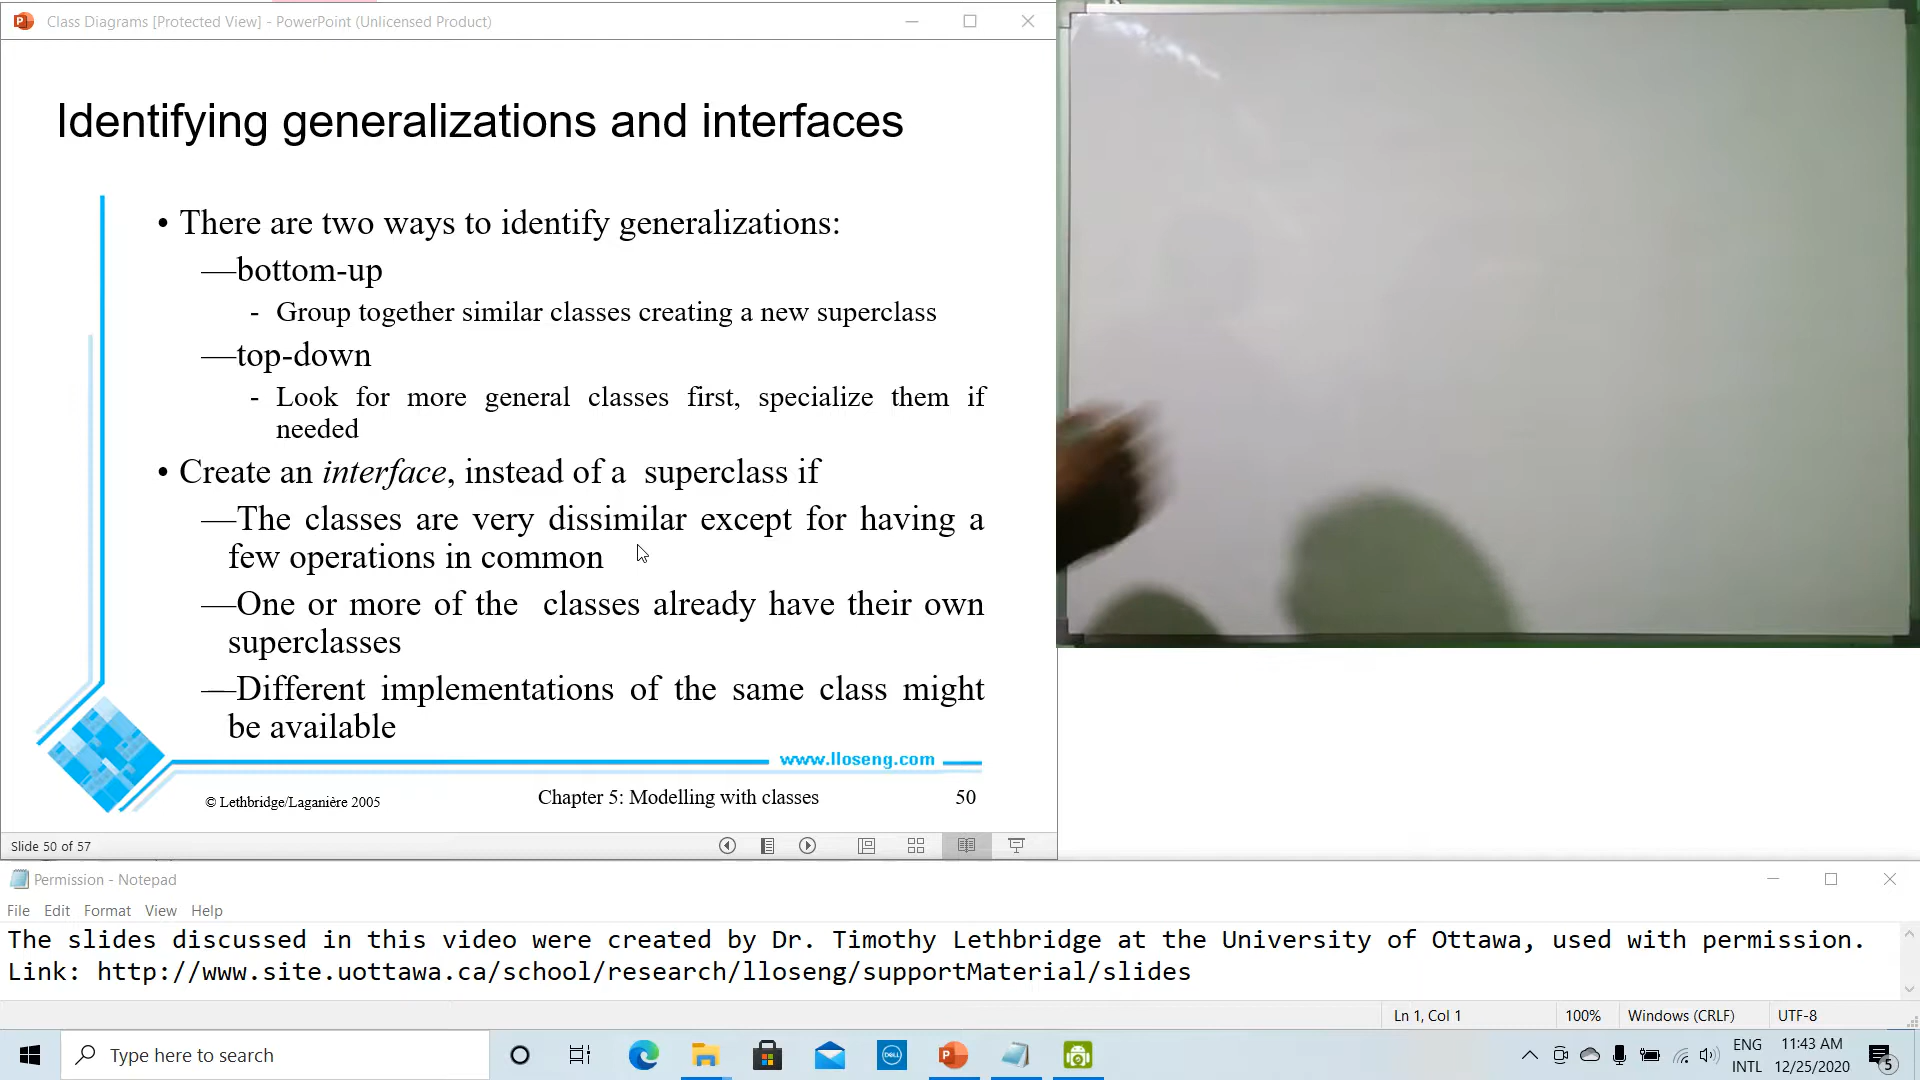 Class Diagrams [Protected View] - PowerPoint (Unlicensed Product)
Identifying generalizations and interfaces
• There are two ways to identify generalizations:
—bottom-up
- Group together similar classes creating a new superclass
—top-down
- Look for more general classes first, specialize them if
needed
• Create an interface, instead of a superclass if
—The classes are very dissimilar except for having a
few operations in common
—One or more of the classes already have their own
superclasses
—Different implementations of the same class might
be available
www.lloseng.com
© Lethbridge/Laganière 2005
Chapter 5: Modelling with classes
50
Slide 50 of 57
Permission - Notepad
File Edit Format View Help
The slides discussed in this video were created by Dr. Timothy Lethbridge at the University of Ottawa, used with permission.
Link: http://www.site.uottawa.ca/school/research/lloseng/supportMaterial/slides
Ln 1, Col 1
100%
Windows (CRLF)
UTF-8
Type here to search
DELL
ENG
INTL
11:43 AM
12/25/2020
5